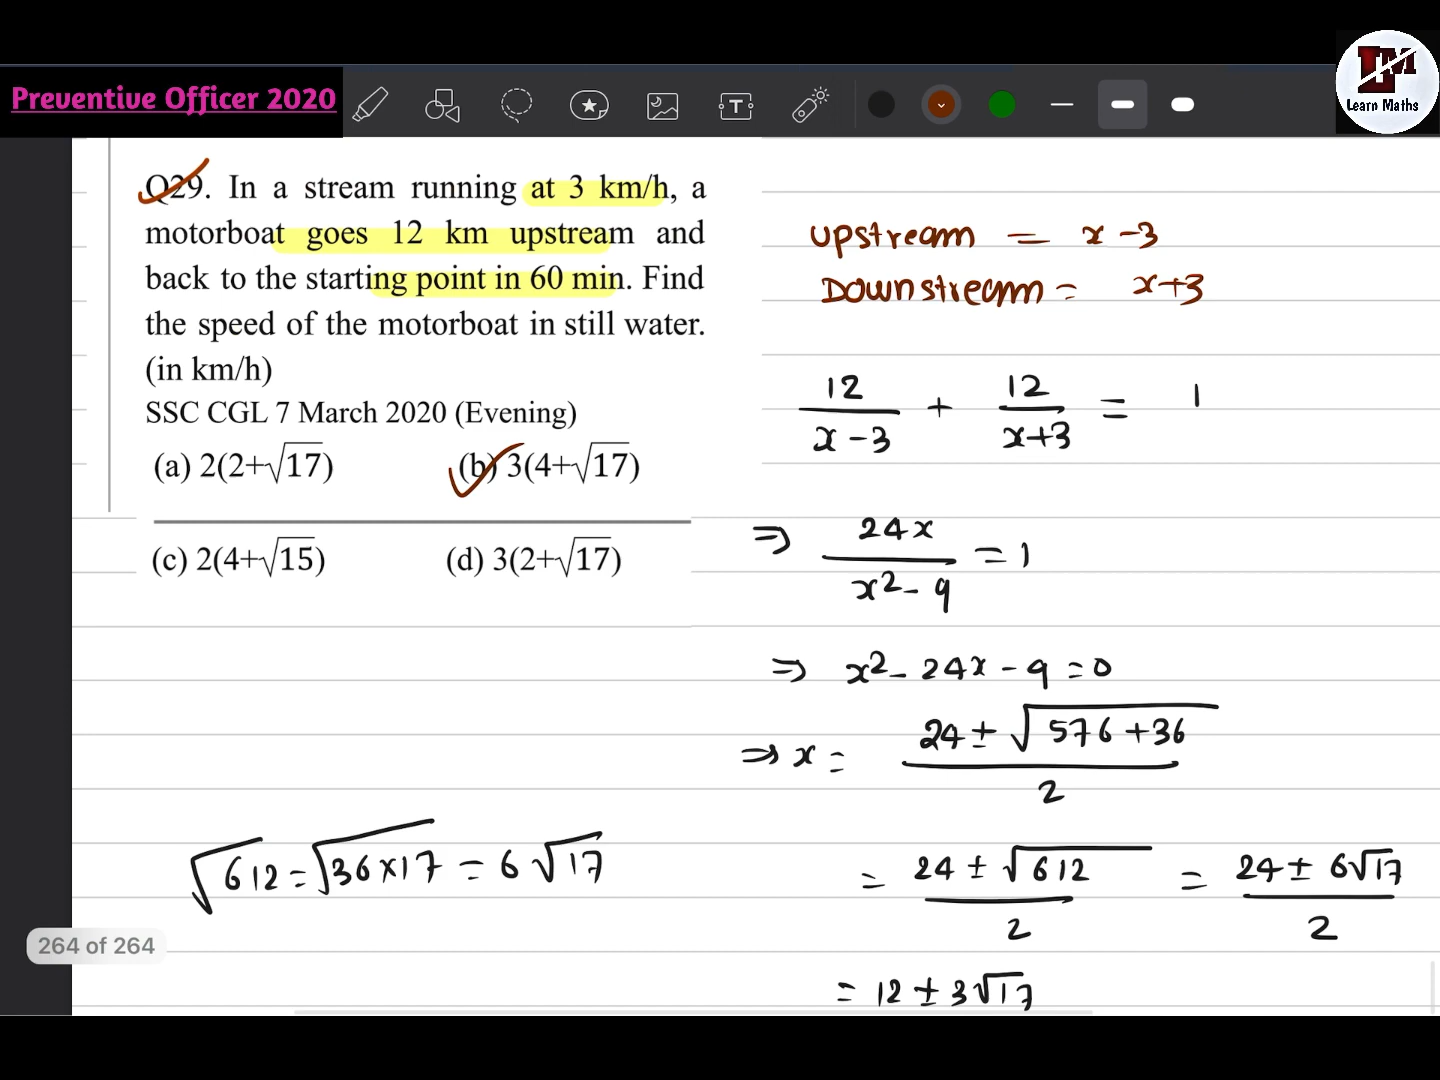 Preventive Officer 2020
LM
Learn Maths
Q29. In a stream running at 3 km/h, a
motorboat goes 12 km upstream and
back to the starting point in 60 min. Find
the speed of the motorboat in still water.
(in km/h)
SSC CGL 7 March 2020 (Evening)
(a) 2(2+√17) (b) 3(4+√17)
(c) 2(4+√15) (d) 3(2+√17)
upstream = x-3
Downstream = x+3
12/(x-3) + 12/(x+3) = 1
⇒ 24x/(x²-9) = 1
⇒ x² - 24x - 9 = 0
⇒ x = (24 ± √(576+36))/2
√612 = √(36×17) = 6√17
= (24 ± √612)/2 = (24 ± 6√17)/2
= 12 ± 3√17
264 of 264